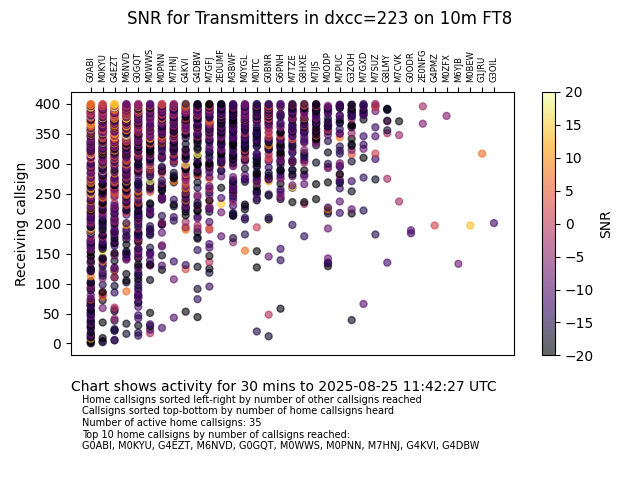 SNR for Transmitters in dxcc=223 on 10m FT8
G0ABI
M0KYU
G4EZT
M6NVD
G0GQT
M0WWS
M0PNN
M7HNJ
G4KVI
G4DBW
M7GFJ
2E0UMF
M3BWF
M0YGL
M0ITC
G0BNR
G6PNH
M7TZE
G8HXE
M7IJS
M0ODP
M7PUC
G3ZOH
M7GXD
M7SUZ
G8LMY
M7CVK
G0ODR
2E0NFG
G4PMZ
M0ZEX
M6YJB
M0BEW
G1JRU
G3OIL
Receiving callsign
400
350
300
250
200
150
100
50
0
20
15
10
5
0
−5
−10
−15
−20
SNR
Chart shows activity for 30 mins to 2025-08-25 11:42:27 UTC
Home callsigns sorted left-right by number of other callsigns reached
Callsigns sorted top-bottom by number of home callsigns heard
Number of active home callsigns: 35
Top 10 home callsigns by number of callsigns reached:
G0ABI, M0KYU, G4EZT, M6NVD, G0GQT, M0WWS, M0PNN, M7HNJ, G4KVI, G4DBW